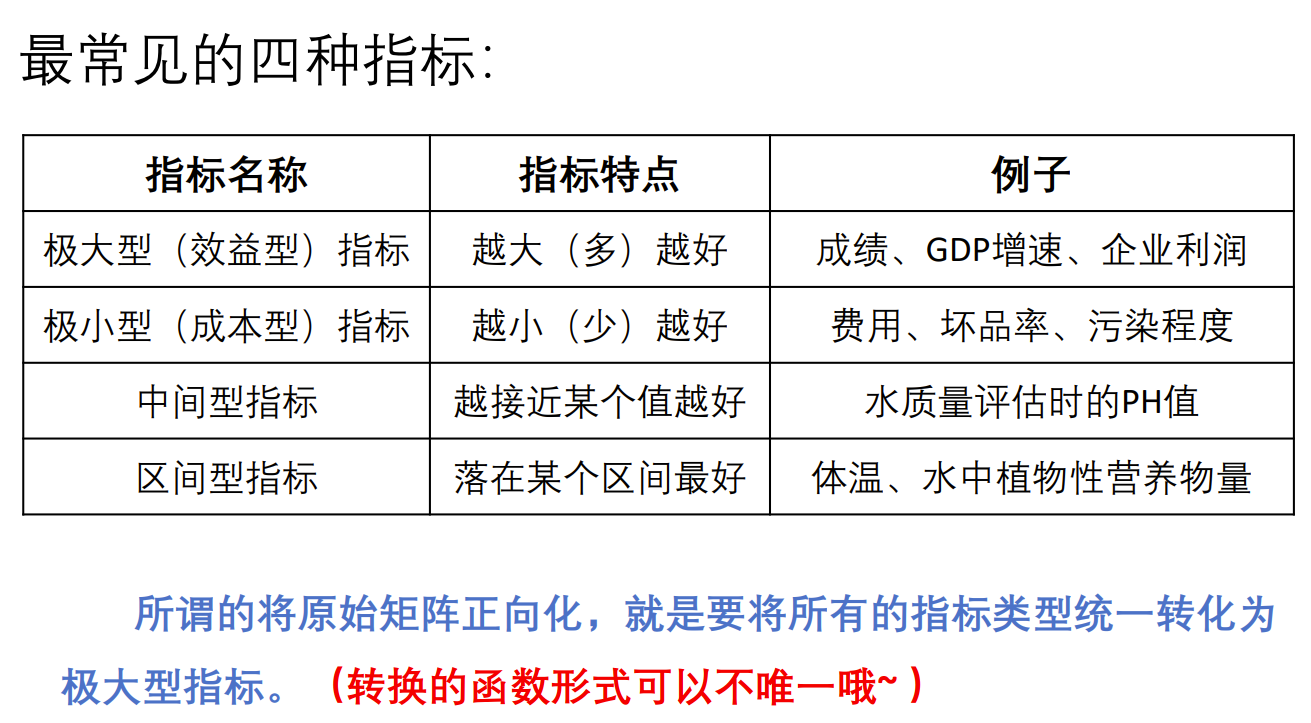 最常见的四种指标：
指标名称 指标特点 例子
极大型（效益型）指标 越大（多）越好 成绩、GDP增速、企业利润
极小型（成本型）指标 越小（少）越好 费用、坏品率、污染程度
中间型指标 越接近某个值越好 水质量评估时的PH值
区间型指标 落在某个区间最好 体温、水中植物性营养物量
所谓的将原始矩阵正向化，就是要将所有的指标类型统一转化为
极大型指标。（转换的函数形式可以不唯一哦~ ）